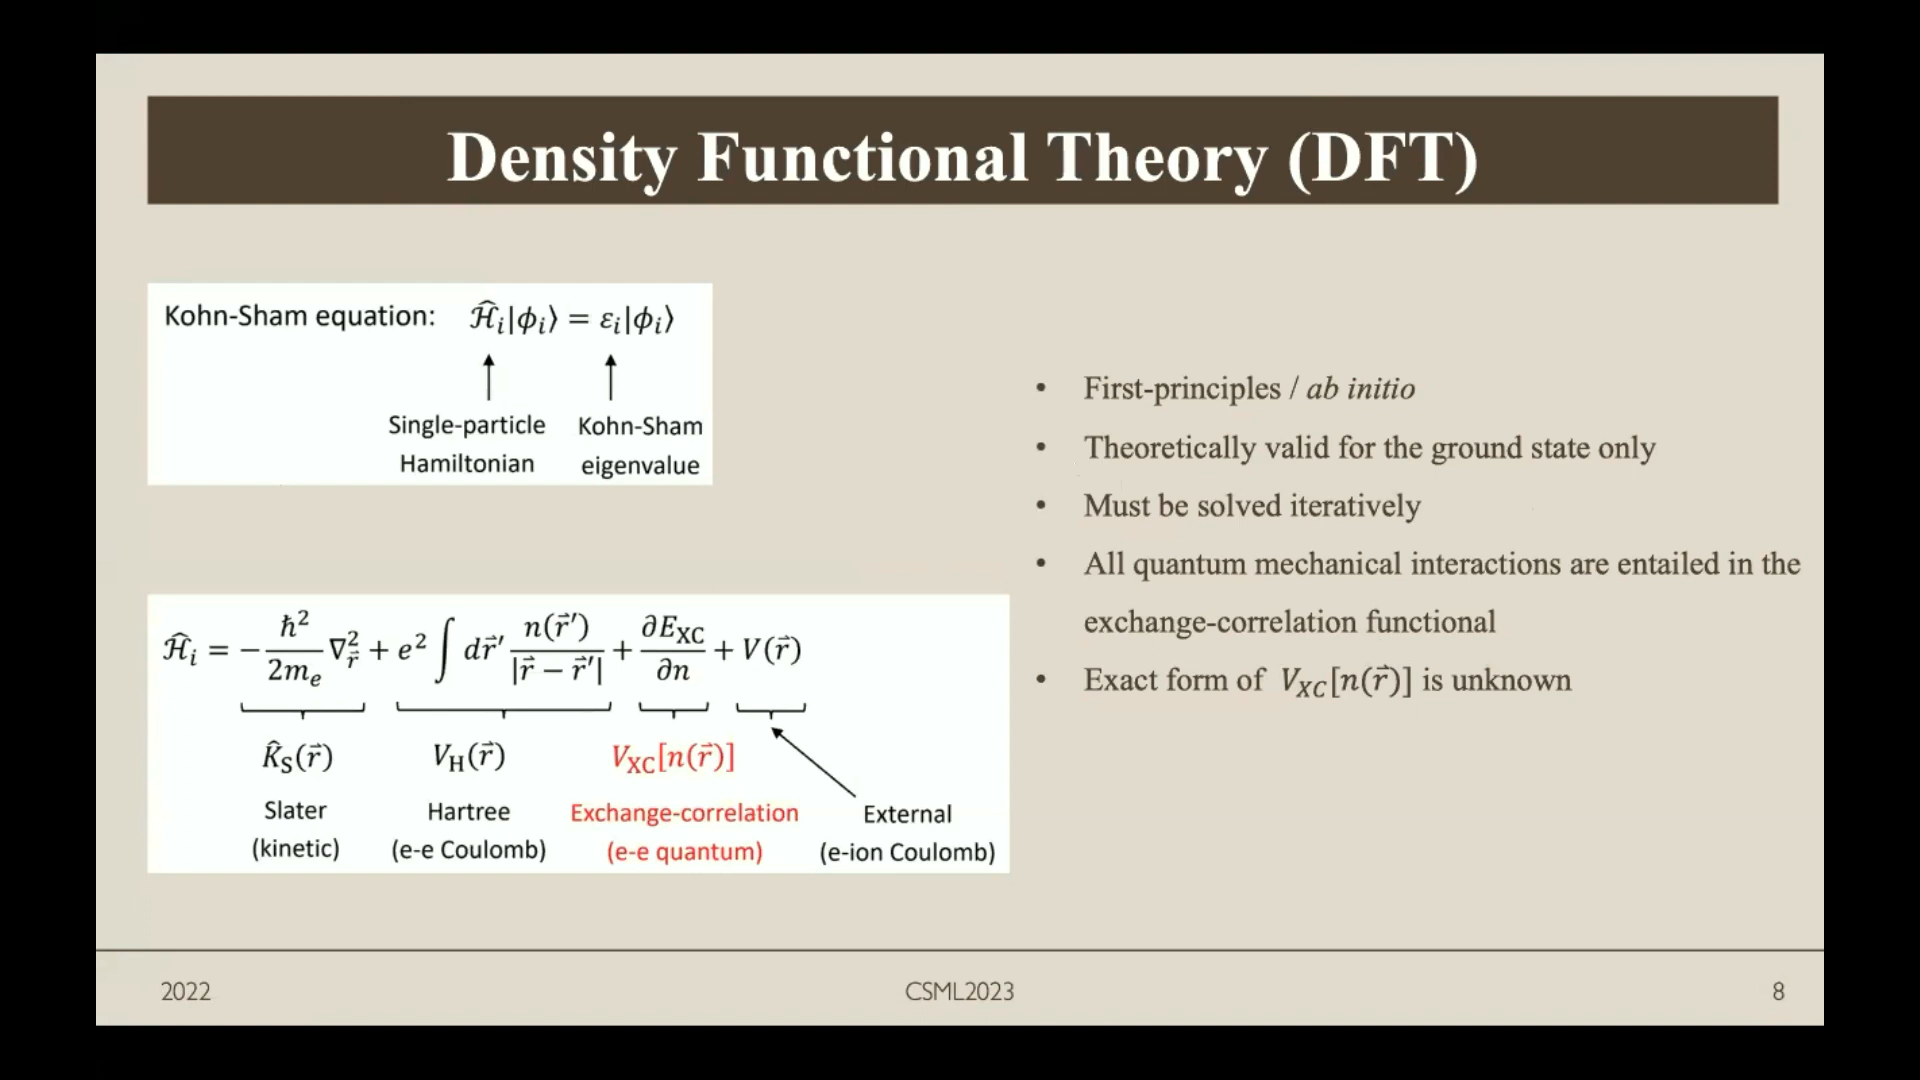 Density Functional Theory (DFT)
Kohn-Sham equation: ℋ̂ᵢ|ϕᵢ⟩ = εᵢ|ϕᵢ⟩
Single-particle Kohn-Sham
Hamiltonian eigenvalue
ℋ̂ᵢ = −ħ²/2mₑ ∇²_r⃗ + e² ∫ dr⃗′ n(r⃗′)/|r⃗ − r⃗′| + ∂E_XC/∂n + V(r⃗)
K̂_S(r⃗) V_H(r⃗) V_XC[n(r⃗)]
Slater Hartree Exchange-correlation External
(kinetic) (e-e Coulomb) (e-e quantum) (e-ion Coulomb)
• First-principles / ab initio
• Theoretically valid for the ground state only
• Must be solved iteratively
• All quantum mechanical interactions are entailed in the
exchange-correlation functional
• Exact form of V_XC[n(r⃗)] is unknown
2022 CSML2023 8